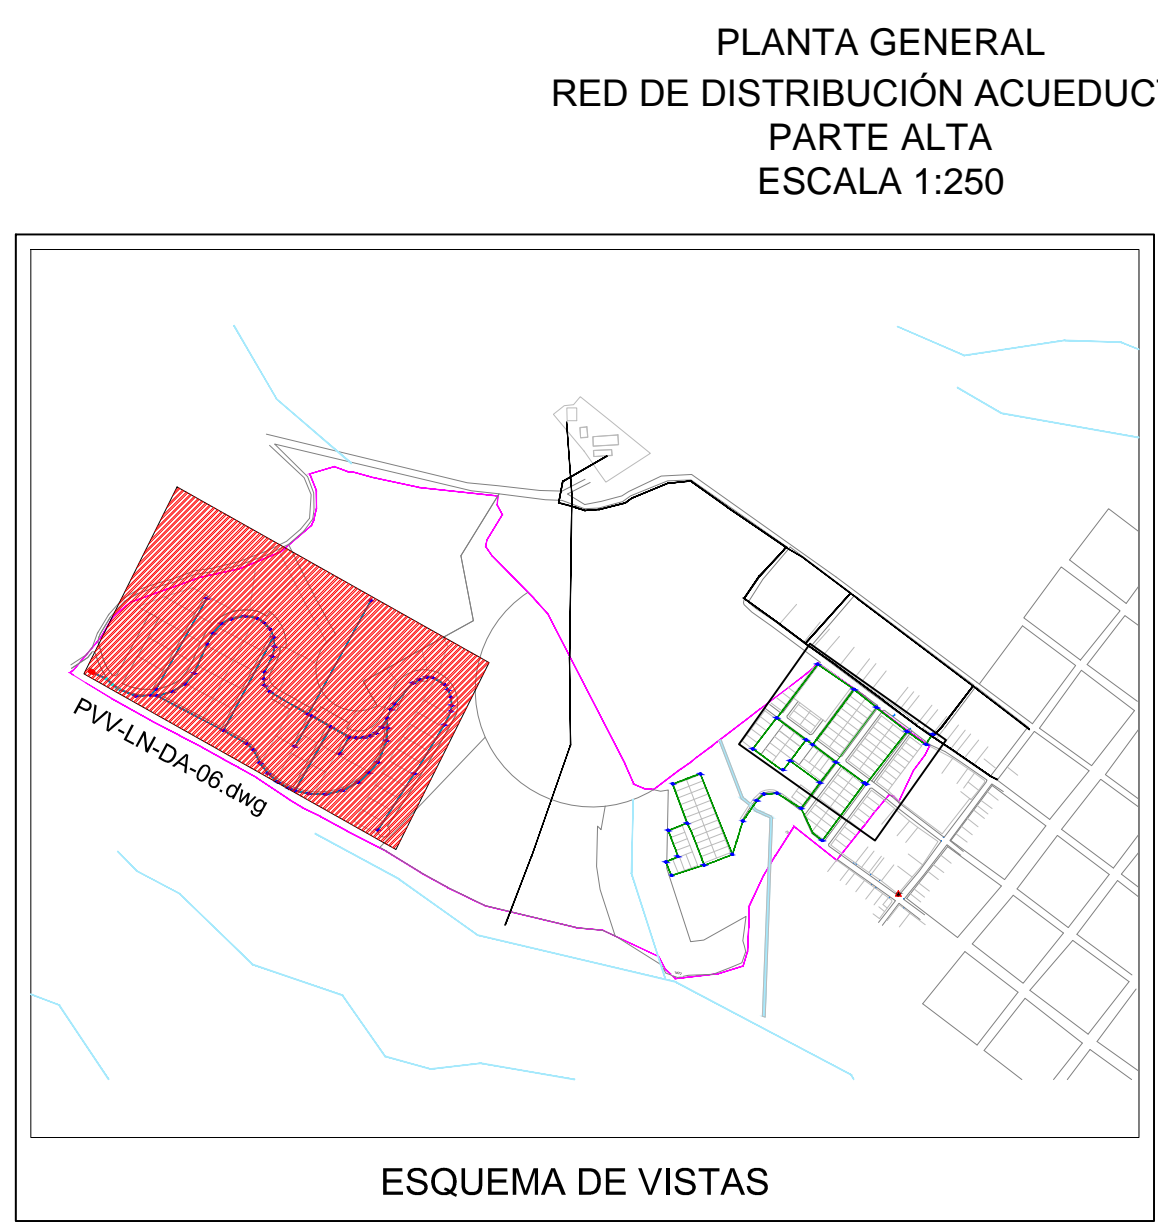 PLANTA GENERAL
RED DE DISTRIBUCIÓN ACUEDUC
PARTE ALTA
ESCALA 1:250
PVV-LN-DA-06.dwg
ESQUEMA DE VISTAS